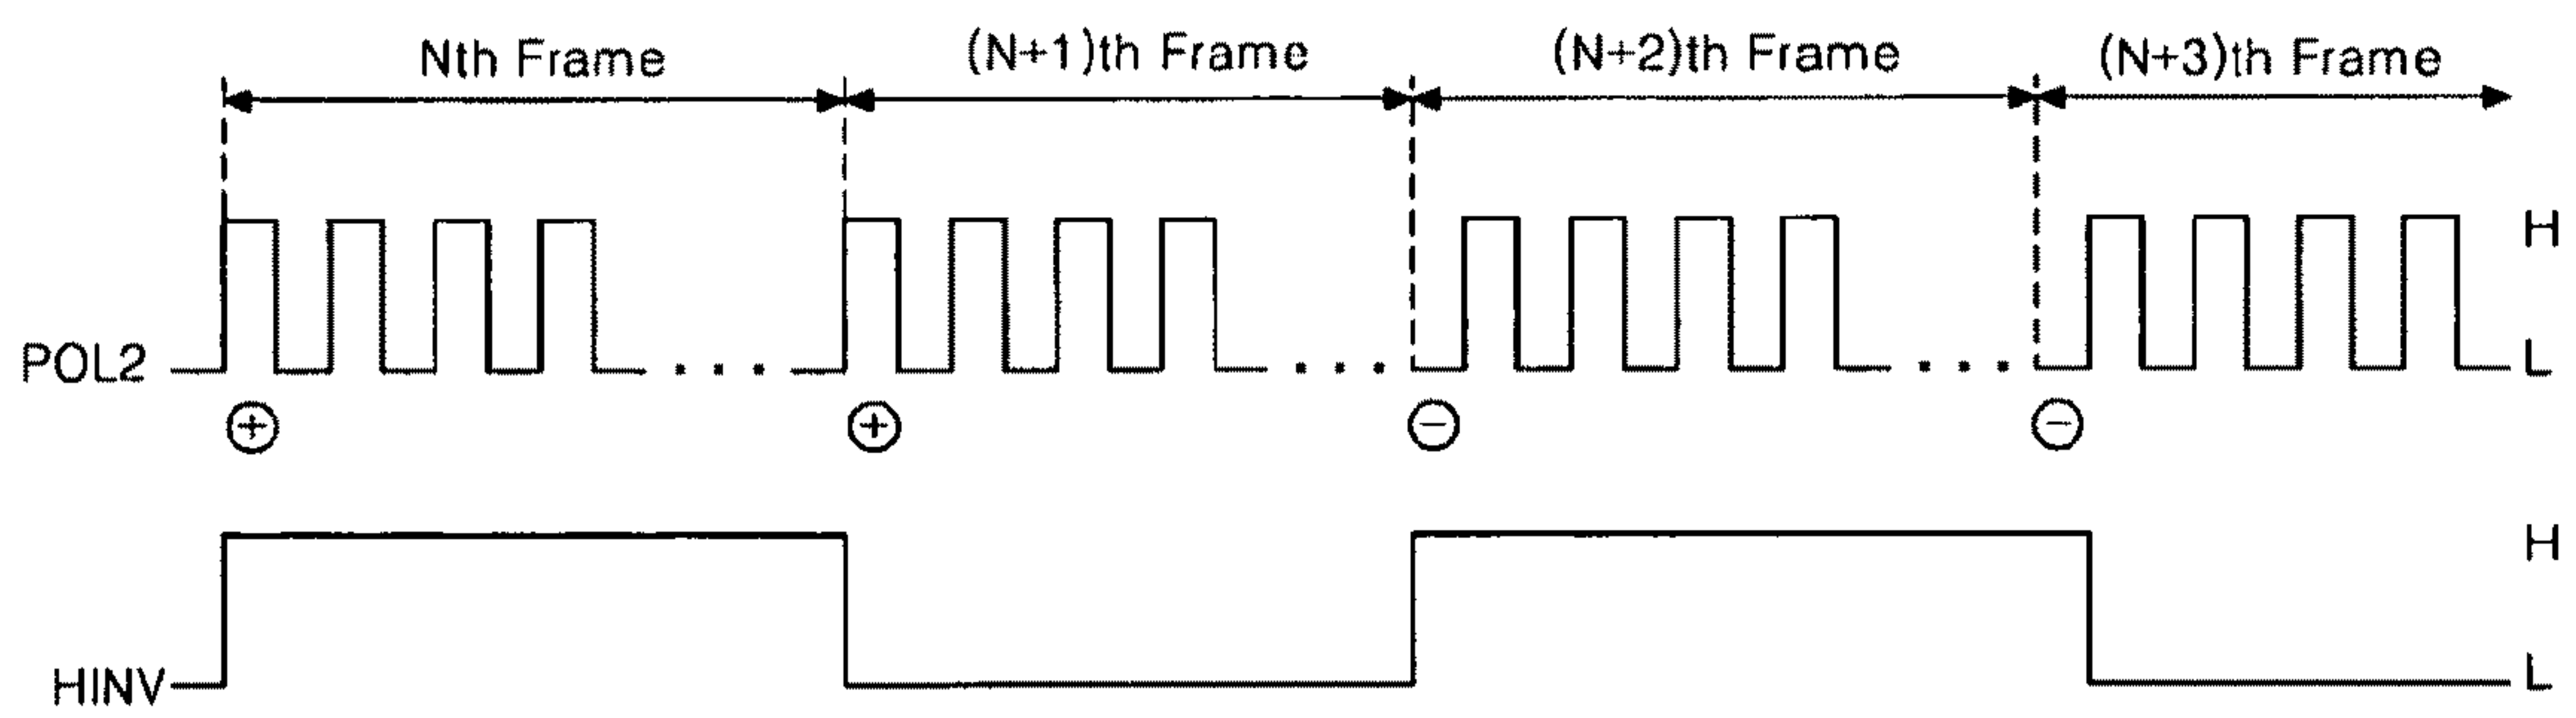 Nth Frame (N+1)th Frame (N+2)th Frame (N+3)th Frame
H
POL2 L
+ + − −
H
HINV L